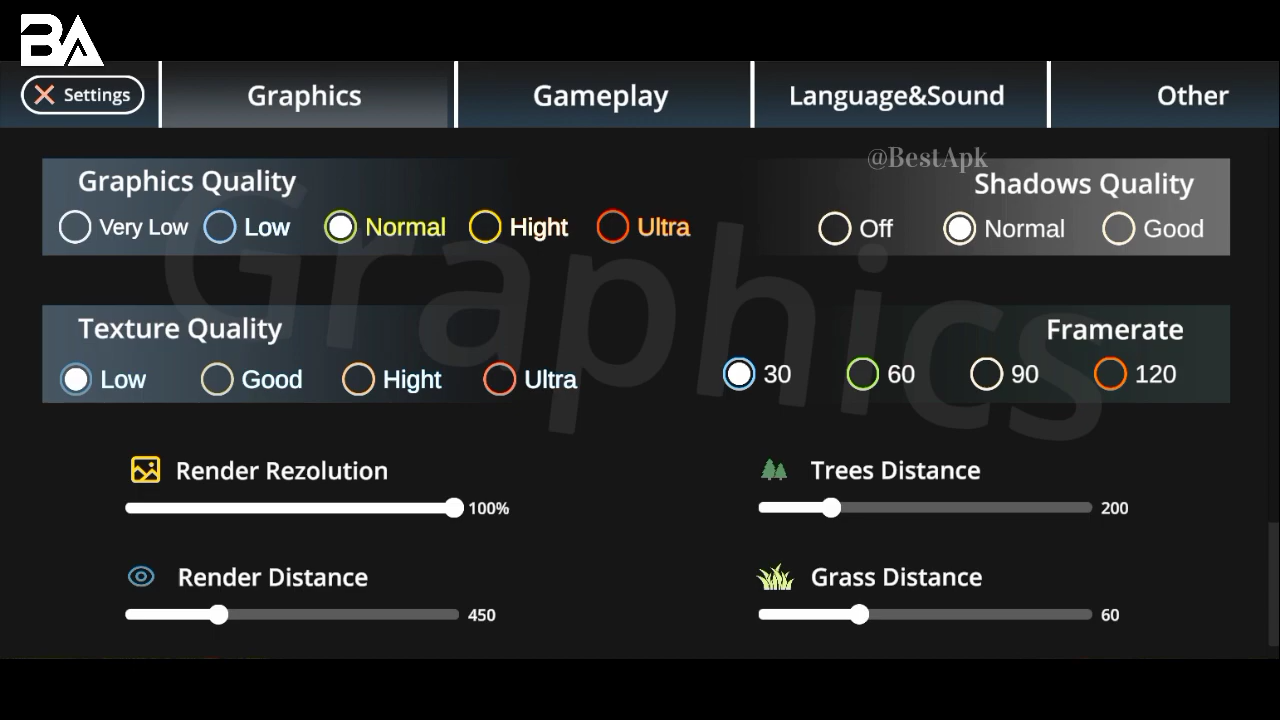 BA
Settings
Graphics
Gameplay
Language&Sound
Other
@BestApk
Graphics Quality
Very Low Low Normal Hight Ultra
Shadows Quality
Off Normal Good
Graphics
Texture Quality
Low Good Hight Ultra
Framerate
30 60 90 120
Render Rezolution
100%
Trees Distance
200
Render Distance
450
Grass Distance
60